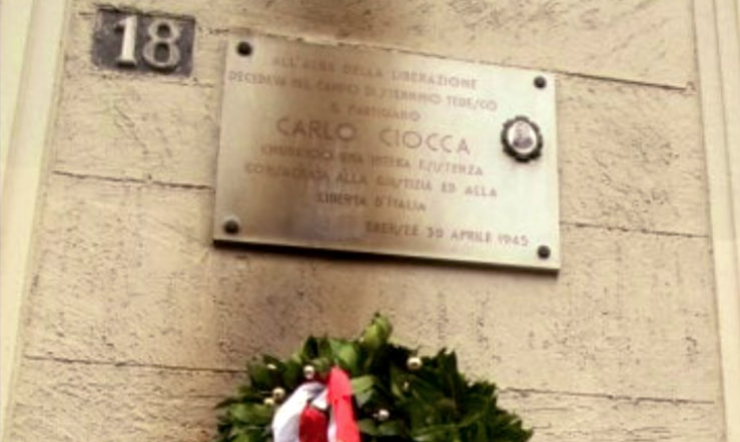 18
ALL'ALBA DELLA LIBERAZIONE
DECEDEVA NEL CAMPO DI STERMINIO TEDESCO
IL PARTIGIANO
CARLO CIOCCA
CHIUDENDO UNA INTERA ESISTENZA
CONSACRATA ALLA GIUSTIZIA ED ALLA
LIBERTA D'ITALIA
30 APRILE 1945